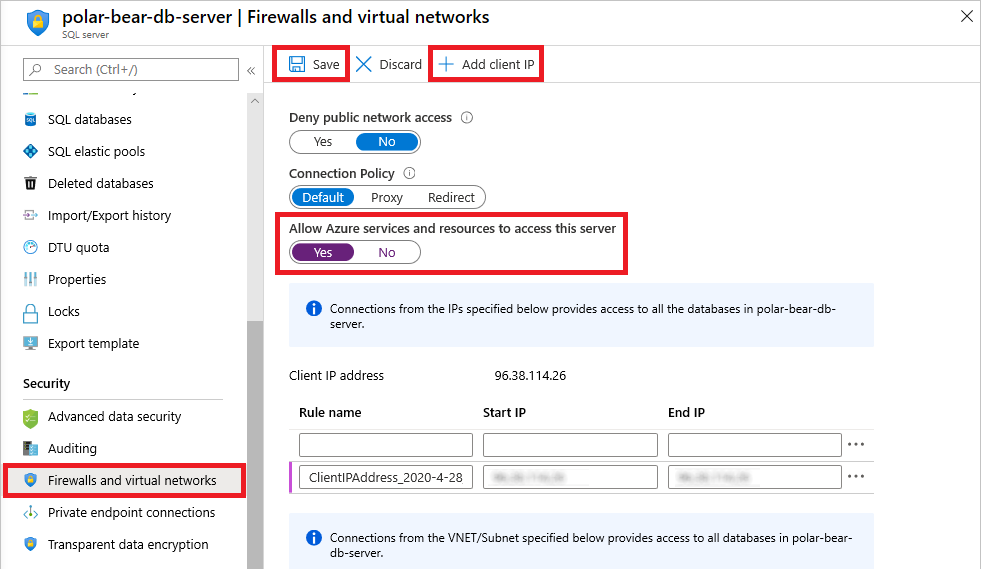 polar-bear-db-server | Firewalls and virtual networks
SQL server
Search (Ctrl+/)
SQL databases
SQL elastic pools
Deleted databases
Import/Export history
DTU quota
Properties
Locks
Export template
Security
Advanced data security
Auditing
Firewalls and virtual networks
Private endpoint connections
Transparent data encryption
Save Discard Add client IP
Deny public network access
Yes No
Connection Policy
Default Proxy Redirect
Allow Azure services and resources to access this server
Yes No
Connections from the IPs specified below provides access to all the databases in polar-bear-db-
server.
Client IP address 96.38.114.26
Rule name Start IP End IP
ClientIPAddress_2020-4-28
Connections from the VNET/Subnet specified below provides access to all databases in polar-bear-
db-server.